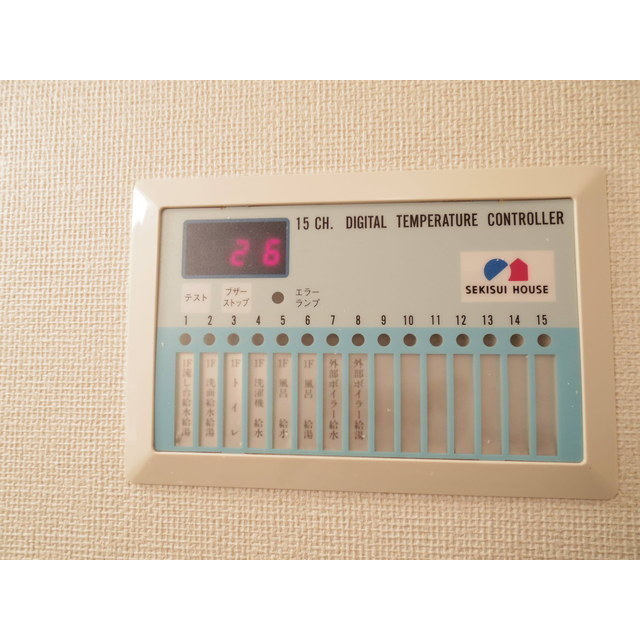 15 CH. DIGITAL TEMPERATURE CONTROLLER
26
SEKISUI HOUSE
テスト
ブザー
ストップ
エラー
ランプ
1 2 3 4 5 6 7 8 9 10 11 12 13 14 15
1F流し台給水給湯
1F 洗面給水給湯
1F トイレ
1F 洗濯機 給水
1F 風呂 給水
1F 風呂 給湯
外部ボイラー給水
外部ボイラー給湯